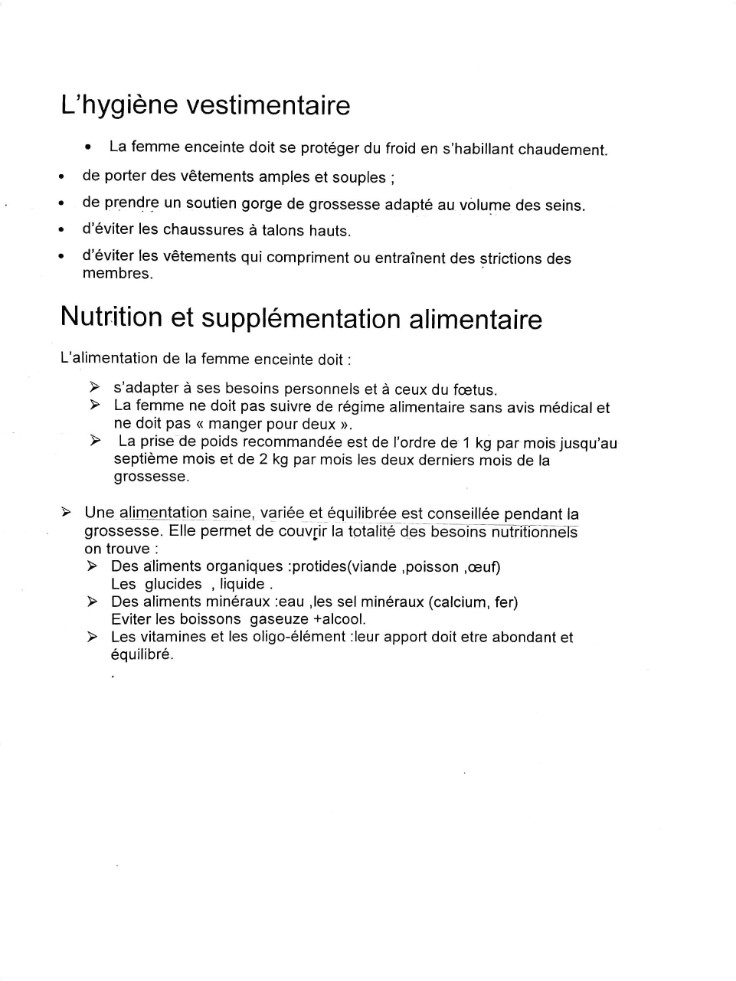 L'hygiène vestimentaire
• La femme enceinte doit se protéger du froid en s'habillant chaudement.
• de porter des vêtements amples et souples ;
• de prendre un soutien gorge de grossesse adapté au volume des seins.
• d'éviter les chaussures à talons hauts.
• d'éviter les vêtements qui compriment ou entraînent des strictions des
membres.
Nutrition et supplémentation alimentaire
L'alimentation de la femme enceinte doit :
➢ s'adapter à ses besoins personnels et à ceux du fœtus.
➢ La femme ne doit pas suivre de régime alimentaire sans avis médical et
ne doit pas « manger pour deux ».
➢ La prise de poids recommandée est de l'ordre de 1 kg par mois jusqu'au
septième mois et de 2 kg par mois les deux derniers mois de la
grossesse.
➢ Une alimentation saine, variée et équilibrée est conseillée pendant la
grossesse. Elle permet de couvrir la totalité des besoins nutritionnels
on trouve :
➢ Des aliments organiques :protides(viande ,poisson ,œuf)
Les glucides , liquide .
➢ Des aliments minéraux :eau ,les sel minéraux (calcium, fer)
Eviter les boissons gaseuze +alcool.
➢ Les vitamines et les oligo-élément :leur apport doit etre abondant et
équilibré.
.